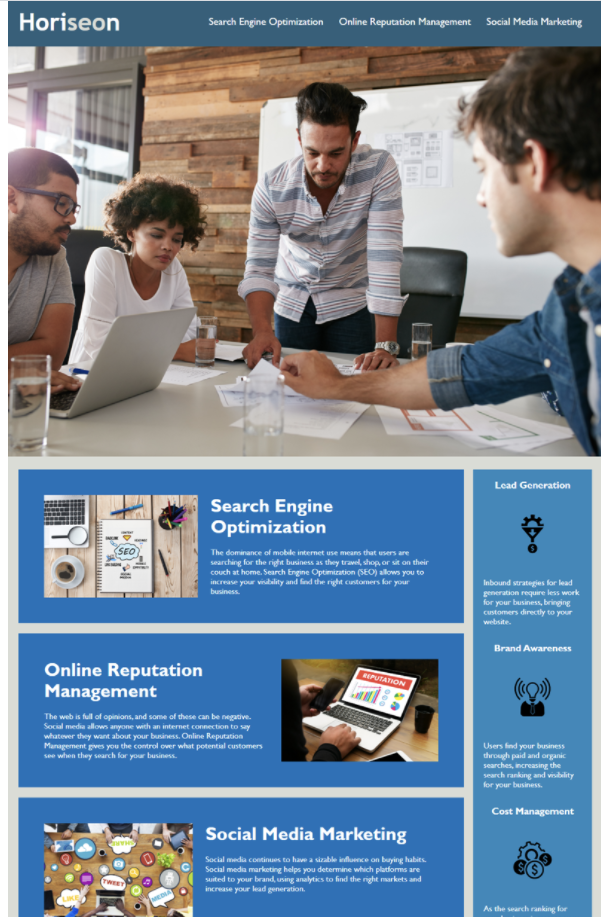 Horiseon
Search Engine Optimization
Online Reputation Management
Social Media Marketing
Search Engine
Optimization
The dominance of mobile internet use means that users are
searching for the right business as they travel, shop, or sit on their
couch at home. Search Engine Optimization (SEO) allows you to
increase your visibility and find the right customers for your
business.
SEO
Online Reputation
Management
The web is full of opinions, and some of these can be negative.
Social media allows anyone with an internet connection to say
whatever they want about your business. Online Reputation
Management gives you the control over what potential customers
see when they search for your business.
REPUTATION
Social Media Marketing
Social media continues to have a sizable influence on buying habits.
Social media marketing helps you determine which platforms are
suited to your brand, using analytics to find the right markets and
increase your lead generation.
SHARE
LIKE
TWEET
MEDIA
Lead Generation
Inbound strategies for lead
generation require less work
for your business, bringing
customers directly to your
website.
Brand Awareness
Users find your business
through paid and organic
searches, increasing the
search ranking and visibility
for your business.
Cost Management
As the search ranking for